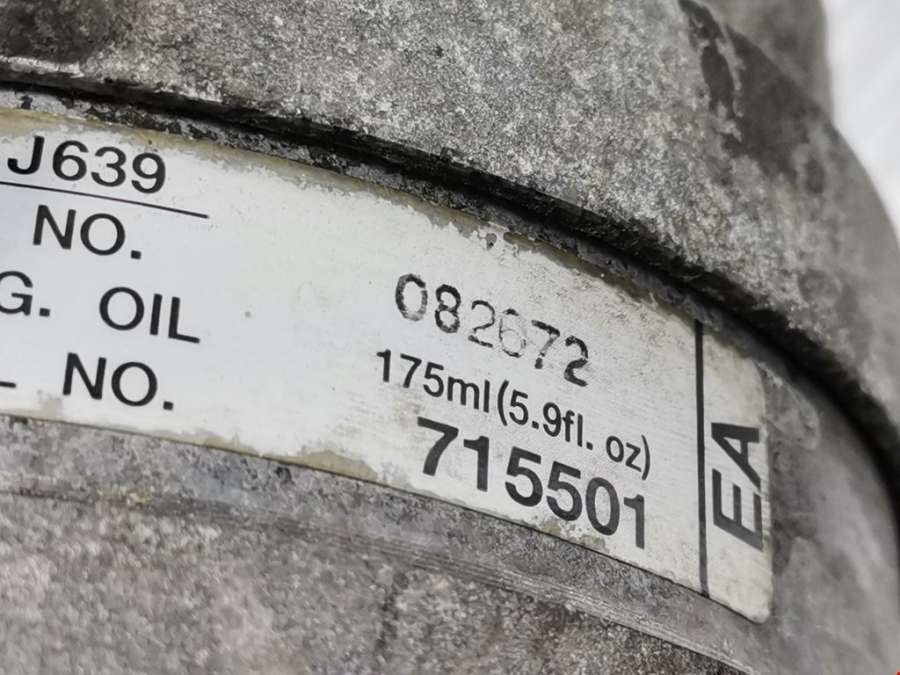 J639
NO. 082672
G. OIL 175ml (5.9fl. oz)
NO. 715501
EA